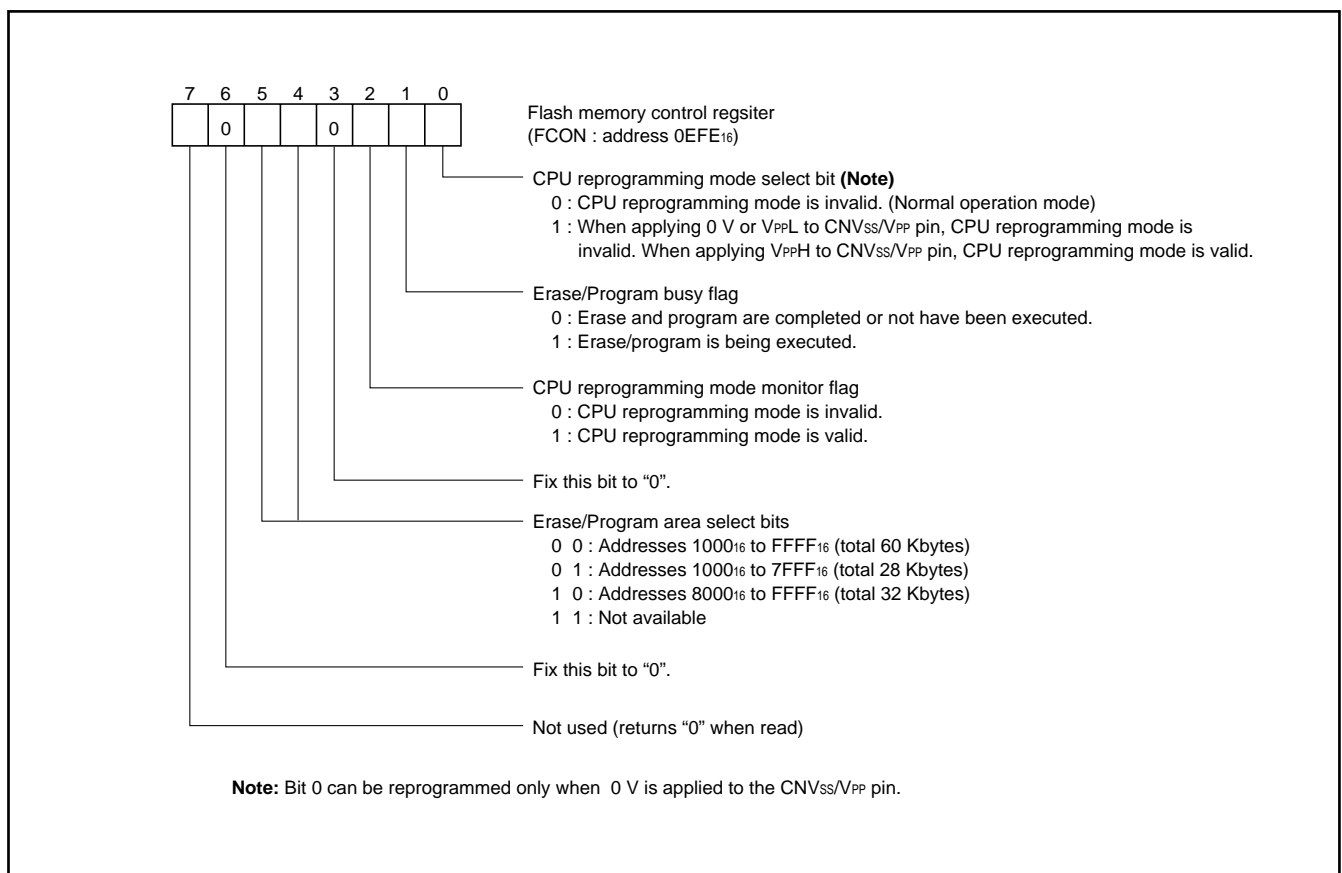 7 6 5 4 3 2 1 0
0 0
Flash memory control regsiter
(FCON : address 0EFE16)
CPU reprogramming mode select bit (Note)
0 : CPU reprogramming mode is invalid. (Normal operation mode)
1 : When applying 0 V or VPPL to CNVSS/VPP pin, CPU reprogramming mode is
invalid. When applying VPPH to CNVSS/VPP pin, CPU reprogramming mode is valid.
Erase/Program busy flag
0 : Erase and program are completed or not have been executed.
1 : Erase/program is being executed.
CPU reprogramming mode monitor flag
0 : CPU reprogramming mode is invalid.
1 : CPU reprogramming mode is valid.
Fix this bit to “0”.
Erase/Program area select bits
0 0 : Addresses 100016 to FFFF16 (total 60 Kbytes)
0 1 : Addresses 100016 to 7FFF16 (total 28 Kbytes)
1 0 : Addresses 800016 to FFFF16 (total 32 Kbytes)
1 1 : Not available
Fix this bit to “0”.
Not used (returns “0” when read)
Note: Bit 0 can be reprogrammed only when 0 V is applied to the CNVSS/VPP pin.